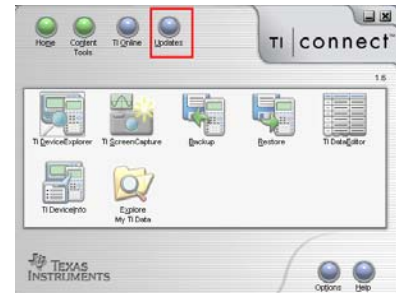 Home Content Tools TI Online Updates
TI connect™
1.6
TI DeviceExplorer TI ScreenCapture Backup Restore TI DataEditor
TI DeviceInfo Explore My TI Data
TEXAS INSTRUMENTS
Options Help